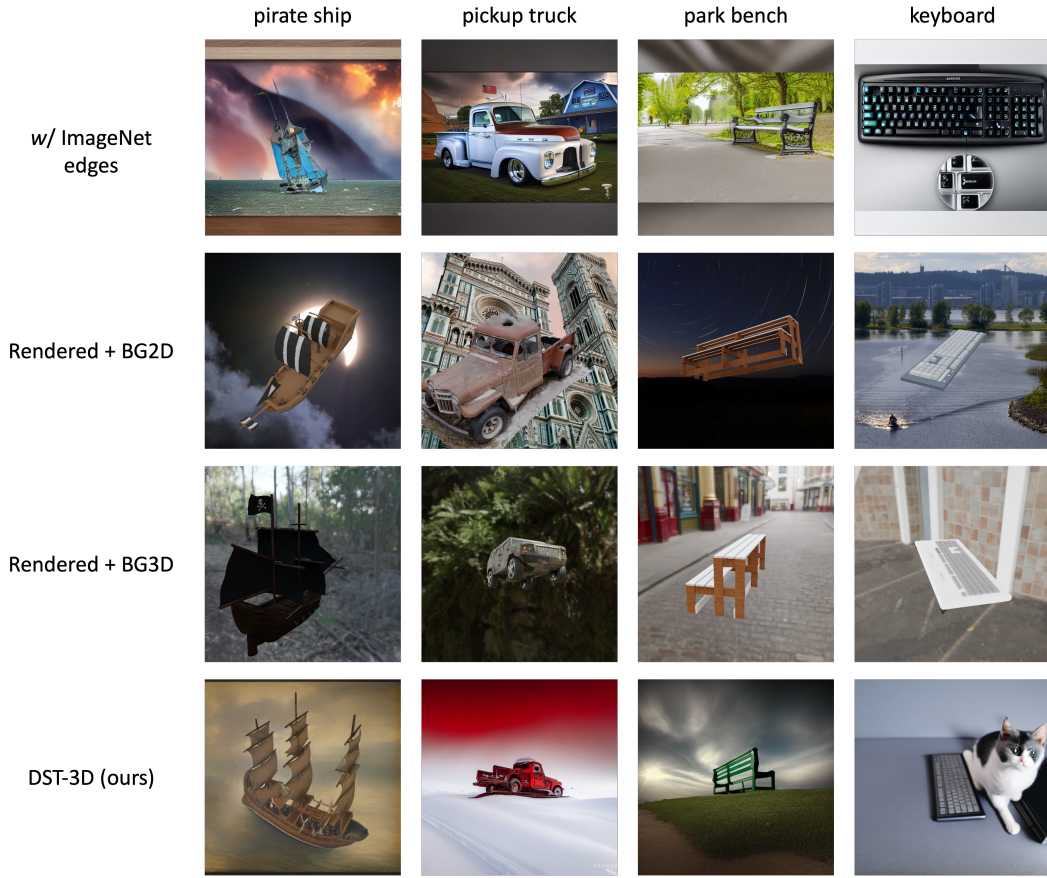 pirate ship
pickup truck
park bench
keyboard
w/ ImageNet
edges
Rendered + BG2D
Rendered + BG3D
DST-3D (ours)